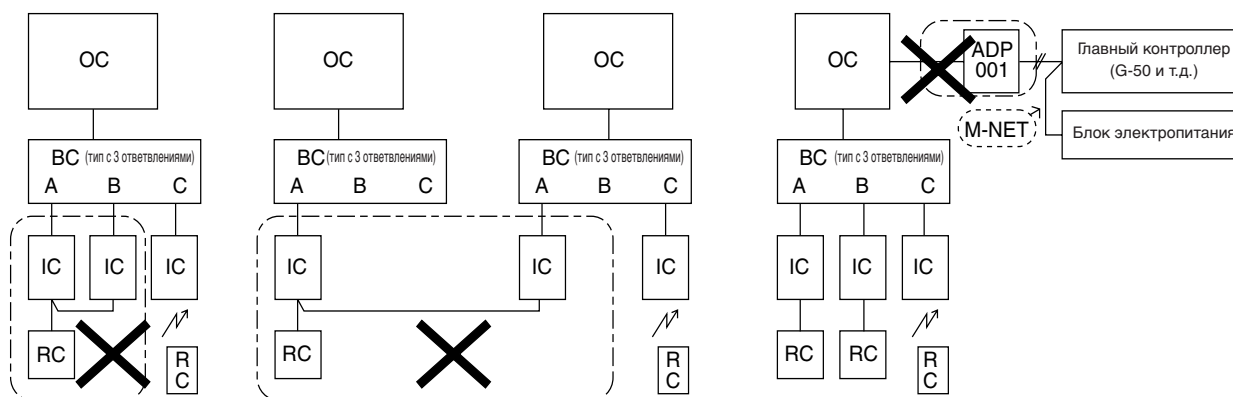 OC
BC (тип с 3 ответвлениями)
A B C
IC IC IC
RC
R
C
OC
BC (тип с 3 ответвлениями)
A B C
IC
RC
OC
BC (тип с 3 ответвлениями)
A B C
IC IC
R
C
OC
ADP
001
Главный контроллер
(G-50 и т.д.)
M-NET
Блок электропитания
BC (тип с 3 ответвлениями)
A B C
IC IC IC
RC RC
R
C